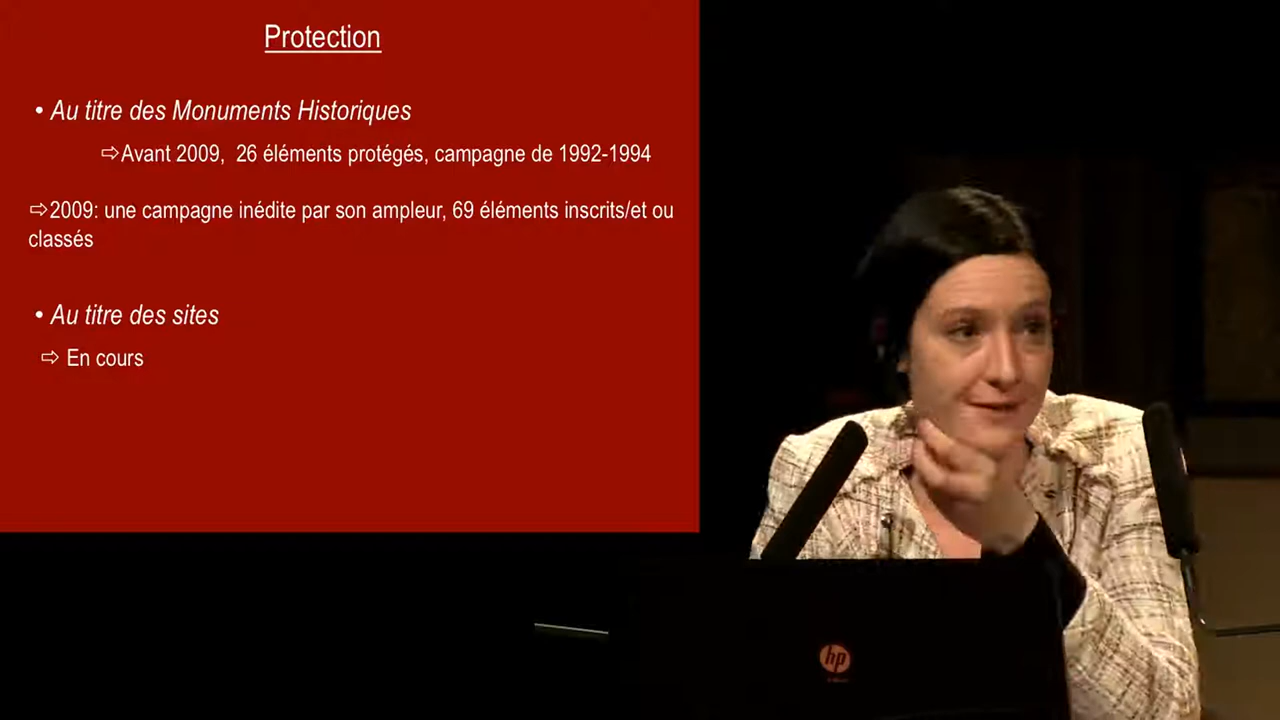 Protection
• Au titre des Monuments Historiques
⇨Avant 2009, 26 éléments protégés, campagne de 1992-1994
⇨2009: une campagne inédite par son ampleur, 69 éléments inscrits/et ou
classés
• Au titre des sites
⇨ En cours
hp